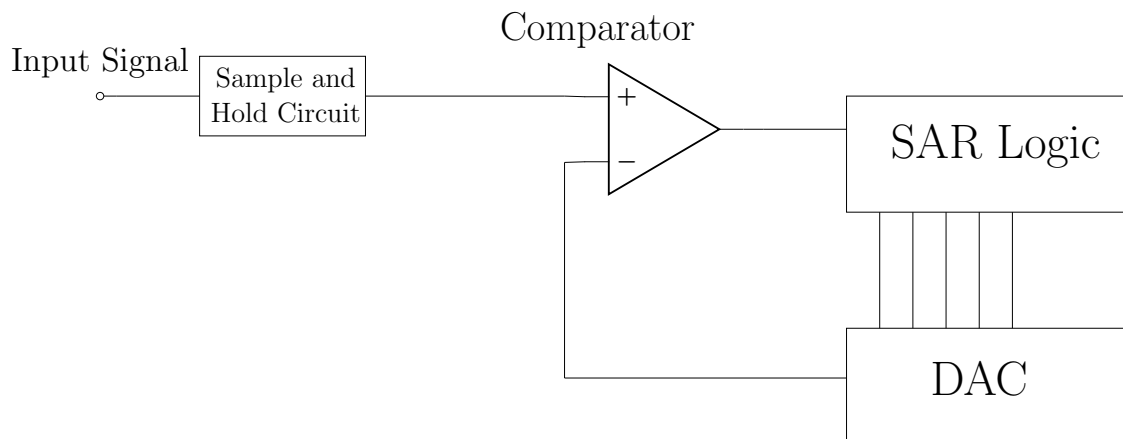 Comparator
Input Signal
Sample and
Hold Circuit
+
−
SAR Logic
DAC